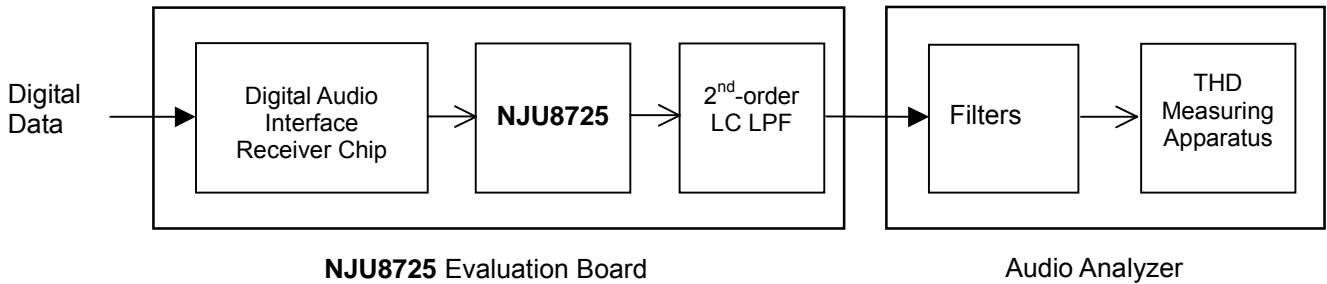 Digital
Data
Digital Audio
Interface
Receiver Chip
NJU8725
2nd-order
LC LPF
Filters
THD
Measuring
Apparatus
NJU8725 Evaluation Board
Audio Analyzer